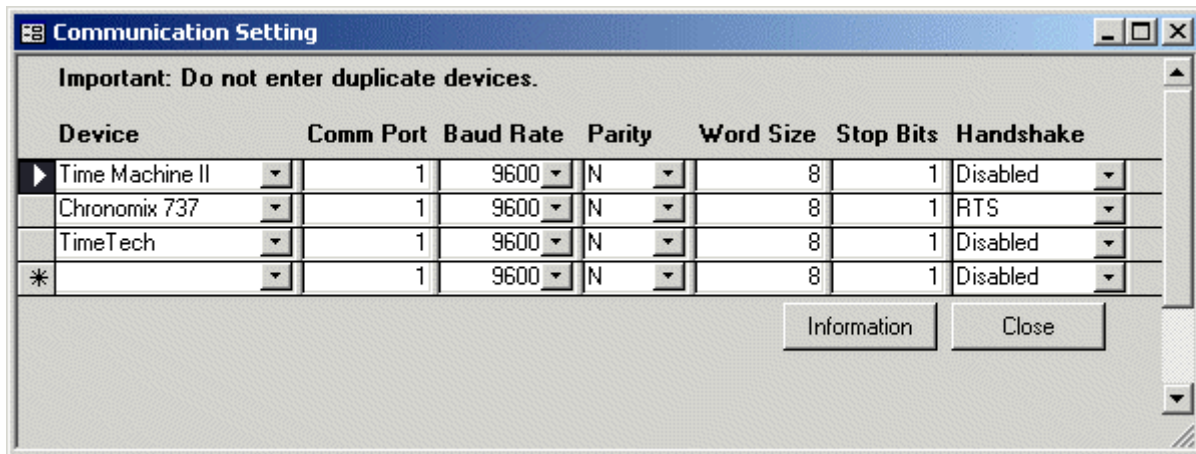 Communication Setting
Important: Do not enter duplicate devices.
Device Comm Port Baud Rate Parity Word Size Stop Bits Handshake
Time Machine II 1 9600 N 8 1 Disabled
Chronomix 737 1 9600 N 8 1 RTS
TimeTech 1 9600 N 8 1 Disabled
1 9600 N 8 1 Disabled
Information Close